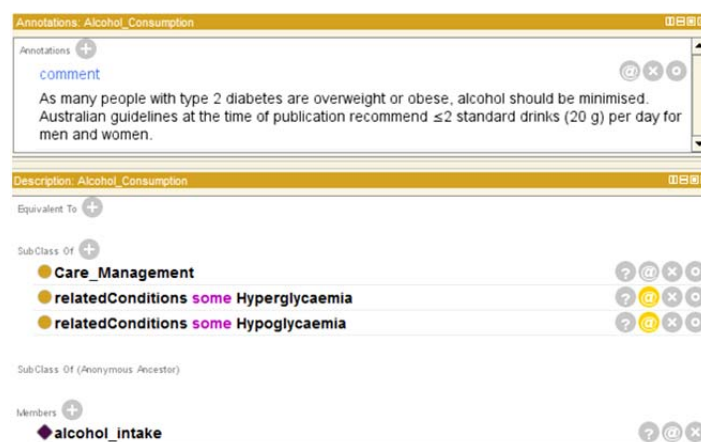 Annotations: Alcohol_Consumption
Annotations
comment
As many people with type 2 diabetes are overweight or obese, alcohol should be minimised.
Australian guidelines at the time of publication recommend ≤2 standard drinks (20 g) per day for
men and women.
Description: Alcohol_Consumption
Equivalent To
SubClass Of
Care_Management
relatedConditions some Hyperglycaemia
relatedConditions some Hypoglycaemia
SubClass Of (Anonymous Ancestor)
Members
alcohol_intake